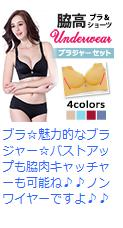 脇高ブラ&
ショーツ
Underwear
ブラジャーセット
4colors
ブラ☆魅力的なブラ
ジャー☆バストアッ
プも脇肉キャッチャ
ーも可能ね♪♪ノン
ワイヤーですよ♪♪